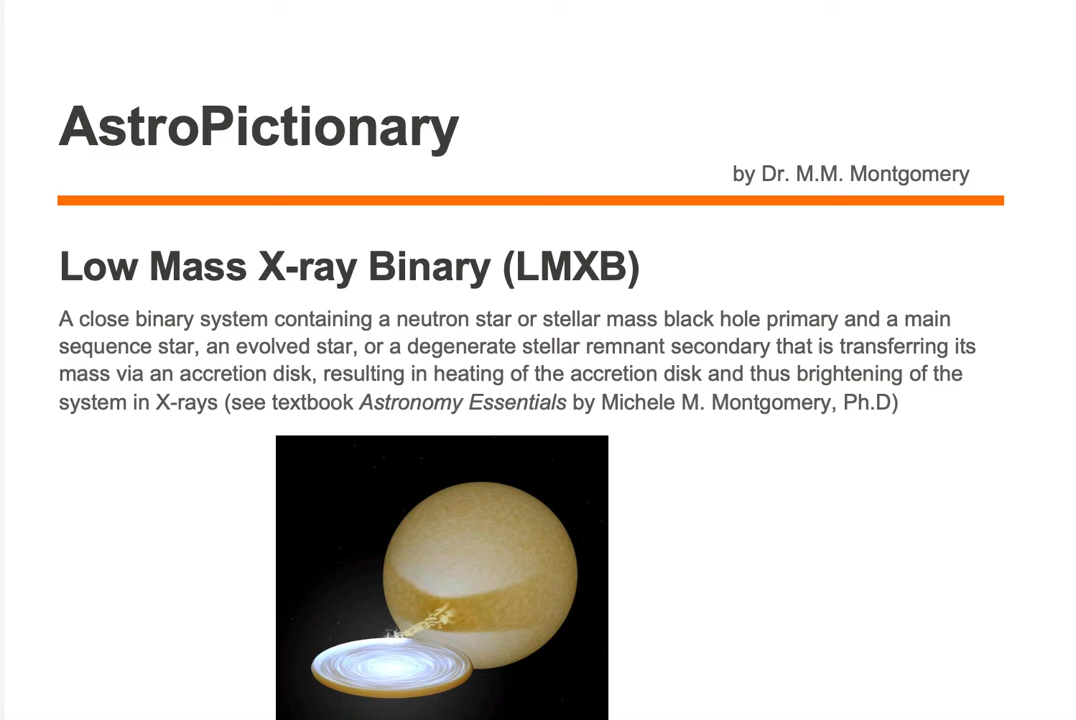 AstroPictionary
by Dr. M.M. Montgomery
Low Mass X-ray Binary (LMXB)
A close binary system containing a neutron star or stellar mass black hole primary and a main
sequence star, an evolved star, or a degenerate stellar remnant secondary that is transferring its
mass via an accretion disk, resulting in heating of the accretion disk and thus brightening of the
system in X-rays (see textbook Astronomy Essentials by Michele M. Montgomery, Ph.D)